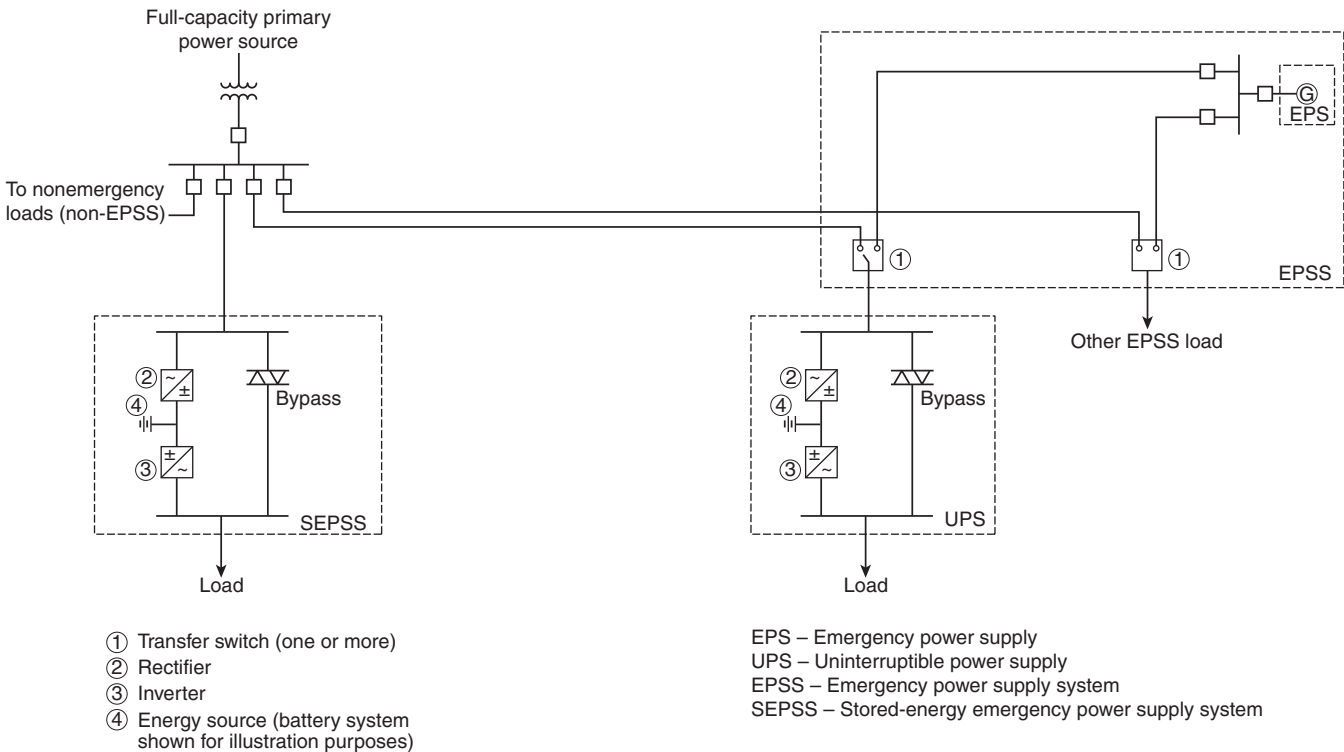 Full-capacity primary
power source
G
EPS
To nonemergency
loads (non-EPSS)
1
1
EPSS
Other EPSS load
2
~
±
4
Bypass
3
±
~
SEPSS
Load
2
~
±
4
Bypass
3
±
~
UPS
Load
1 Transfer switch (one or more)
2 Rectifier
3 Inverter
4 Energy source (battery system
shown for illustration purposes)
EPS – Emergency power supply
UPS – Uninterruptible power supply
EPSS – Emergency power supply system
SEPSS – Stored-energy emergency power supply system